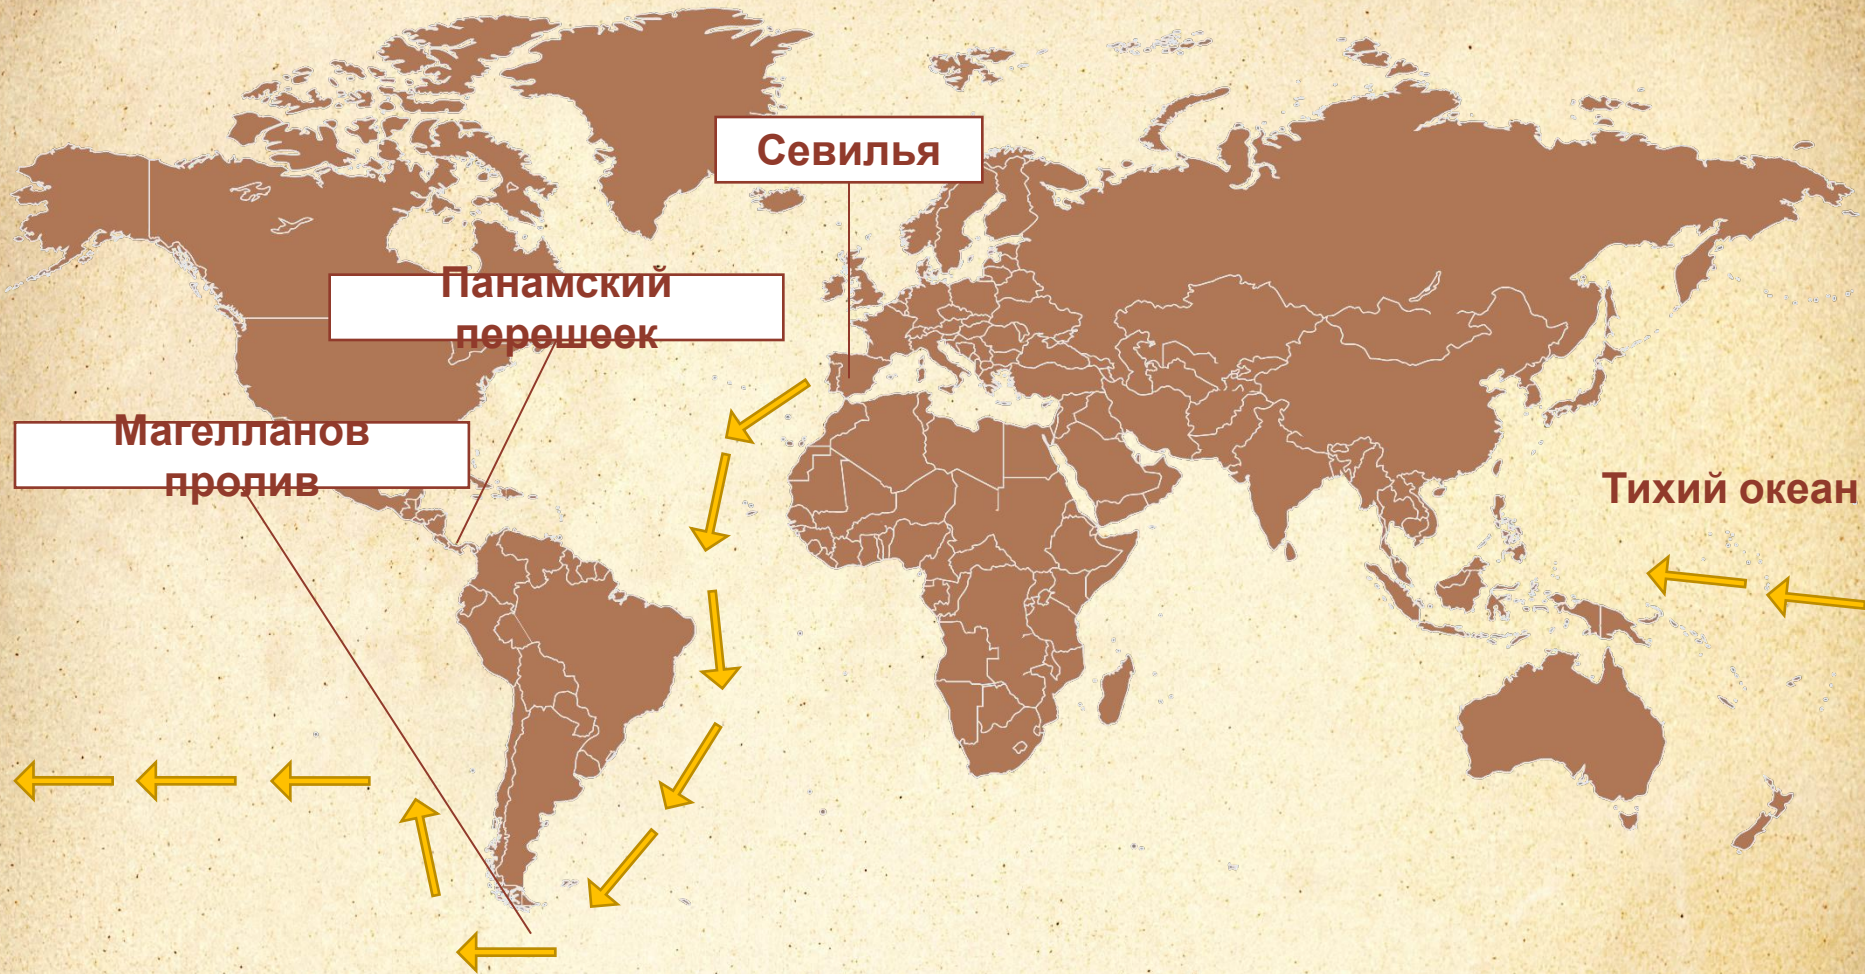 Севилья
Панамский
перешеек
Магелланов
пролив
Тихий океан